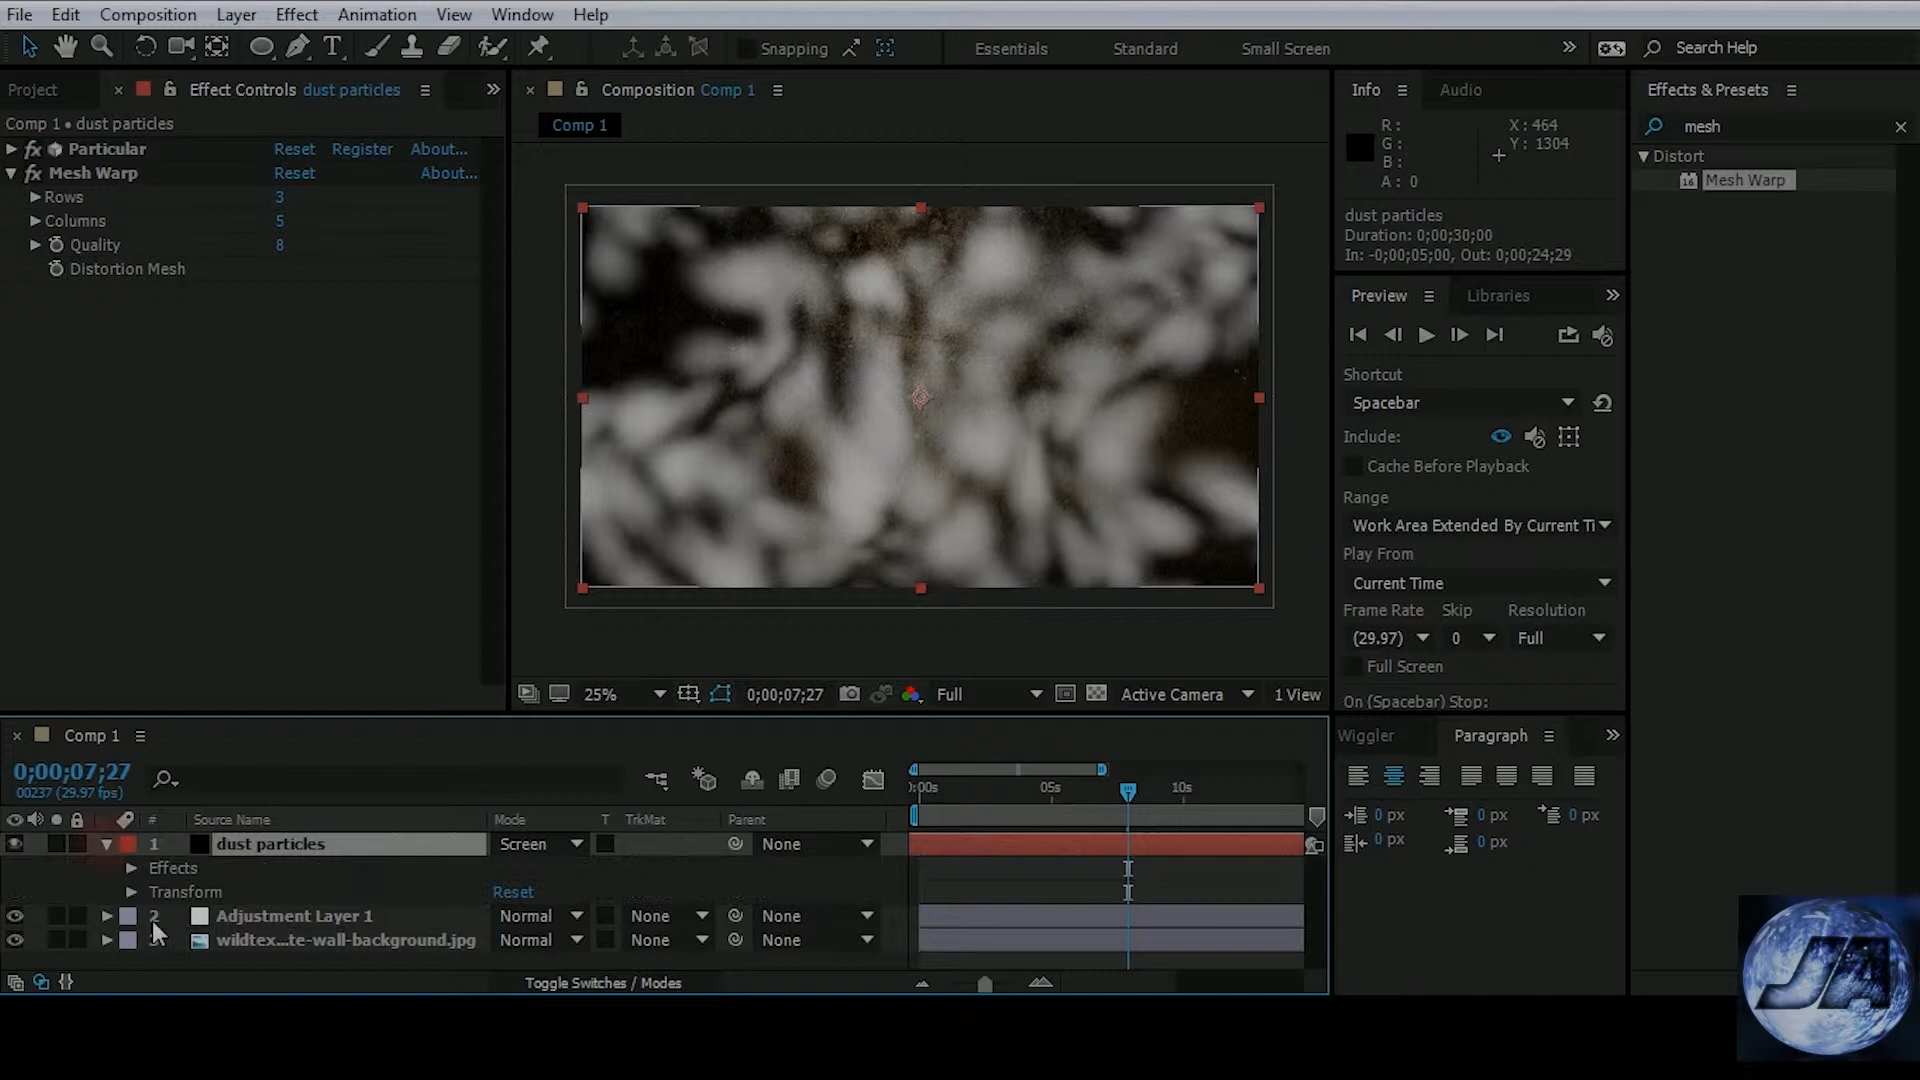 File Edit Composition Layer Effect Animation View Window Help
Snapping Essentials Standard Small Screen Search Help
Project Effect Controls dust particles
Comp 1 • dust particles
fx Particular Reset Register About...
fx Mesh Warp Reset About...
Rows 3
Columns 5
Quality 8
Distortion Mesh
Composition Comp 1
Comp 1
25% 0;00;07;27 Full Active Camera 1 View
Info Audio
R: X: 464
G: Y: 1304
B:
A: 0
dust particles
Duration: 0;00;30;00
In: -0;00;05;00, Out: 0;00;24;29
Preview Libraries
Shortcut
Spacebar
Include:
Cache Before Playback
Range
Work Area Extended By Current Ti
Play From
Current Time
Frame Rate Skip Resolution
(29.97) 0 Full
Full Screen
On (Spacebar) Stop:
Effects & Presets
mesh
Distort
16 Mesh Warp
Comp 1
0;00;07;27
00237 (29.97 fps)
:00s 05s 10s
# Source Name Mode T TrkMat Parent
1 dust particles Screen None
Effects
Transform Reset
2 Adjustment Layer 1 Normal None None
wildtex...te-wall-background.jpg Normal None None
Toggle Switches / Modes
Wiggler Paragraph
0 px 0 px 0 px
0 px 0 px
JA